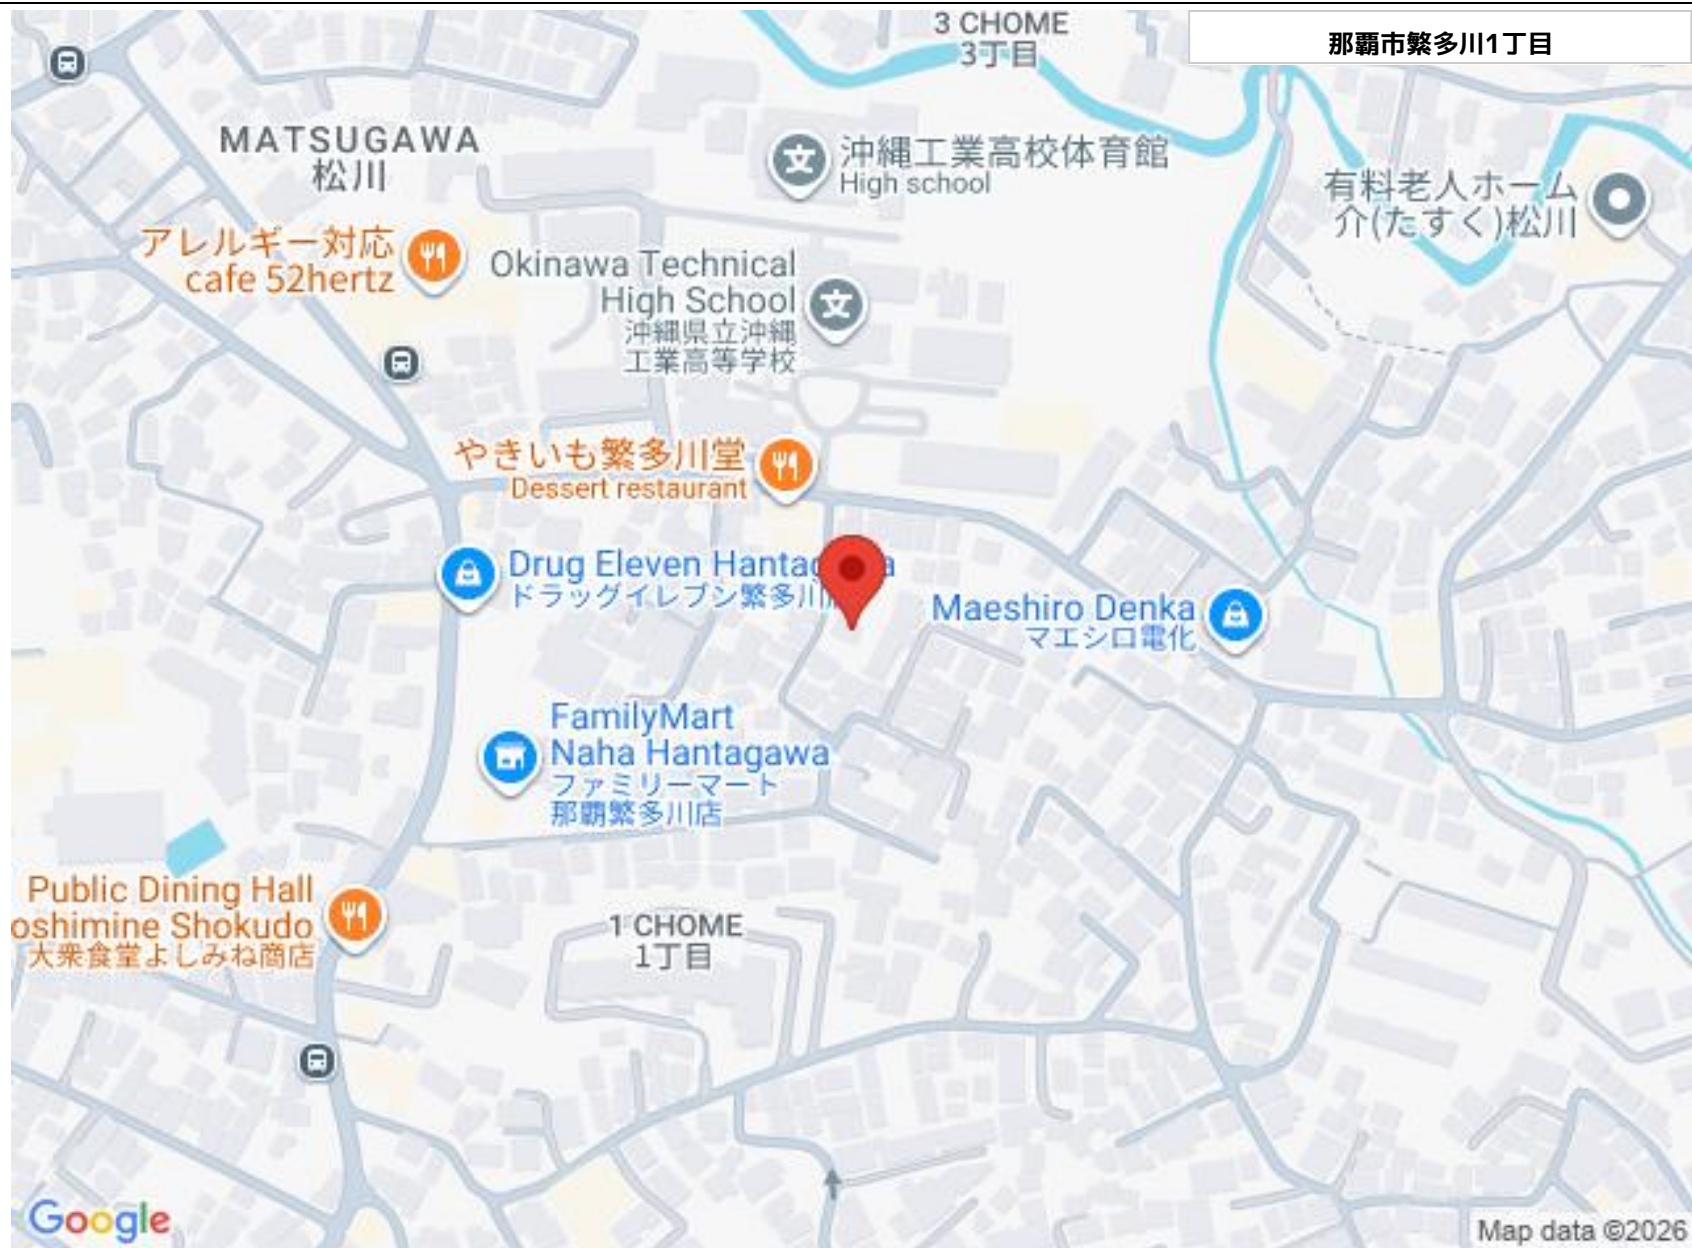 3 CHOME
3丁目
那覇市繁多川1丁目
MATSUGAWA
松川
沖縄工業高校体育館
High school
有料老人ホーム
介(たすく)松川
アレルギー対応
cafe 52hertz
Okinawa Technical
High School
沖縄県立沖縄
工業高等学校
やきいも繁多川堂
Dessert restaurant
Drug Eleven
ドラッグイレブン繁多川
Maeshiro Denka
マエシロ電化
FamilyMart
Naha Hantagawa
ファミリーマート
那覇繁多川店
Public Dining Hall
oshimine Shokudo
大衆食堂よしみね商店
1 CHOME
1丁目
Google
Map data ©2026